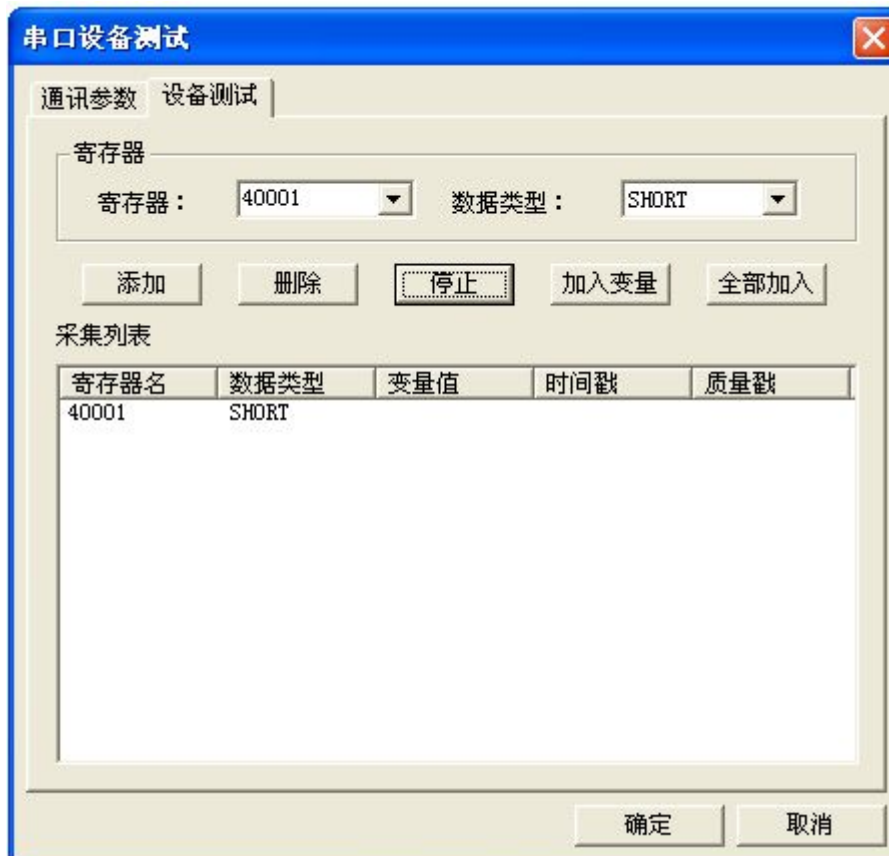 串口设备测试
通讯参数 设备测试
寄存器
寄存器： 40001 数据类型： SHORT
添加 删除 停止 加入变量 全部加入
采集列表
寄存器名 数据类型 变量值 时间戳 质量戳
40001 SHORT
确定 取消